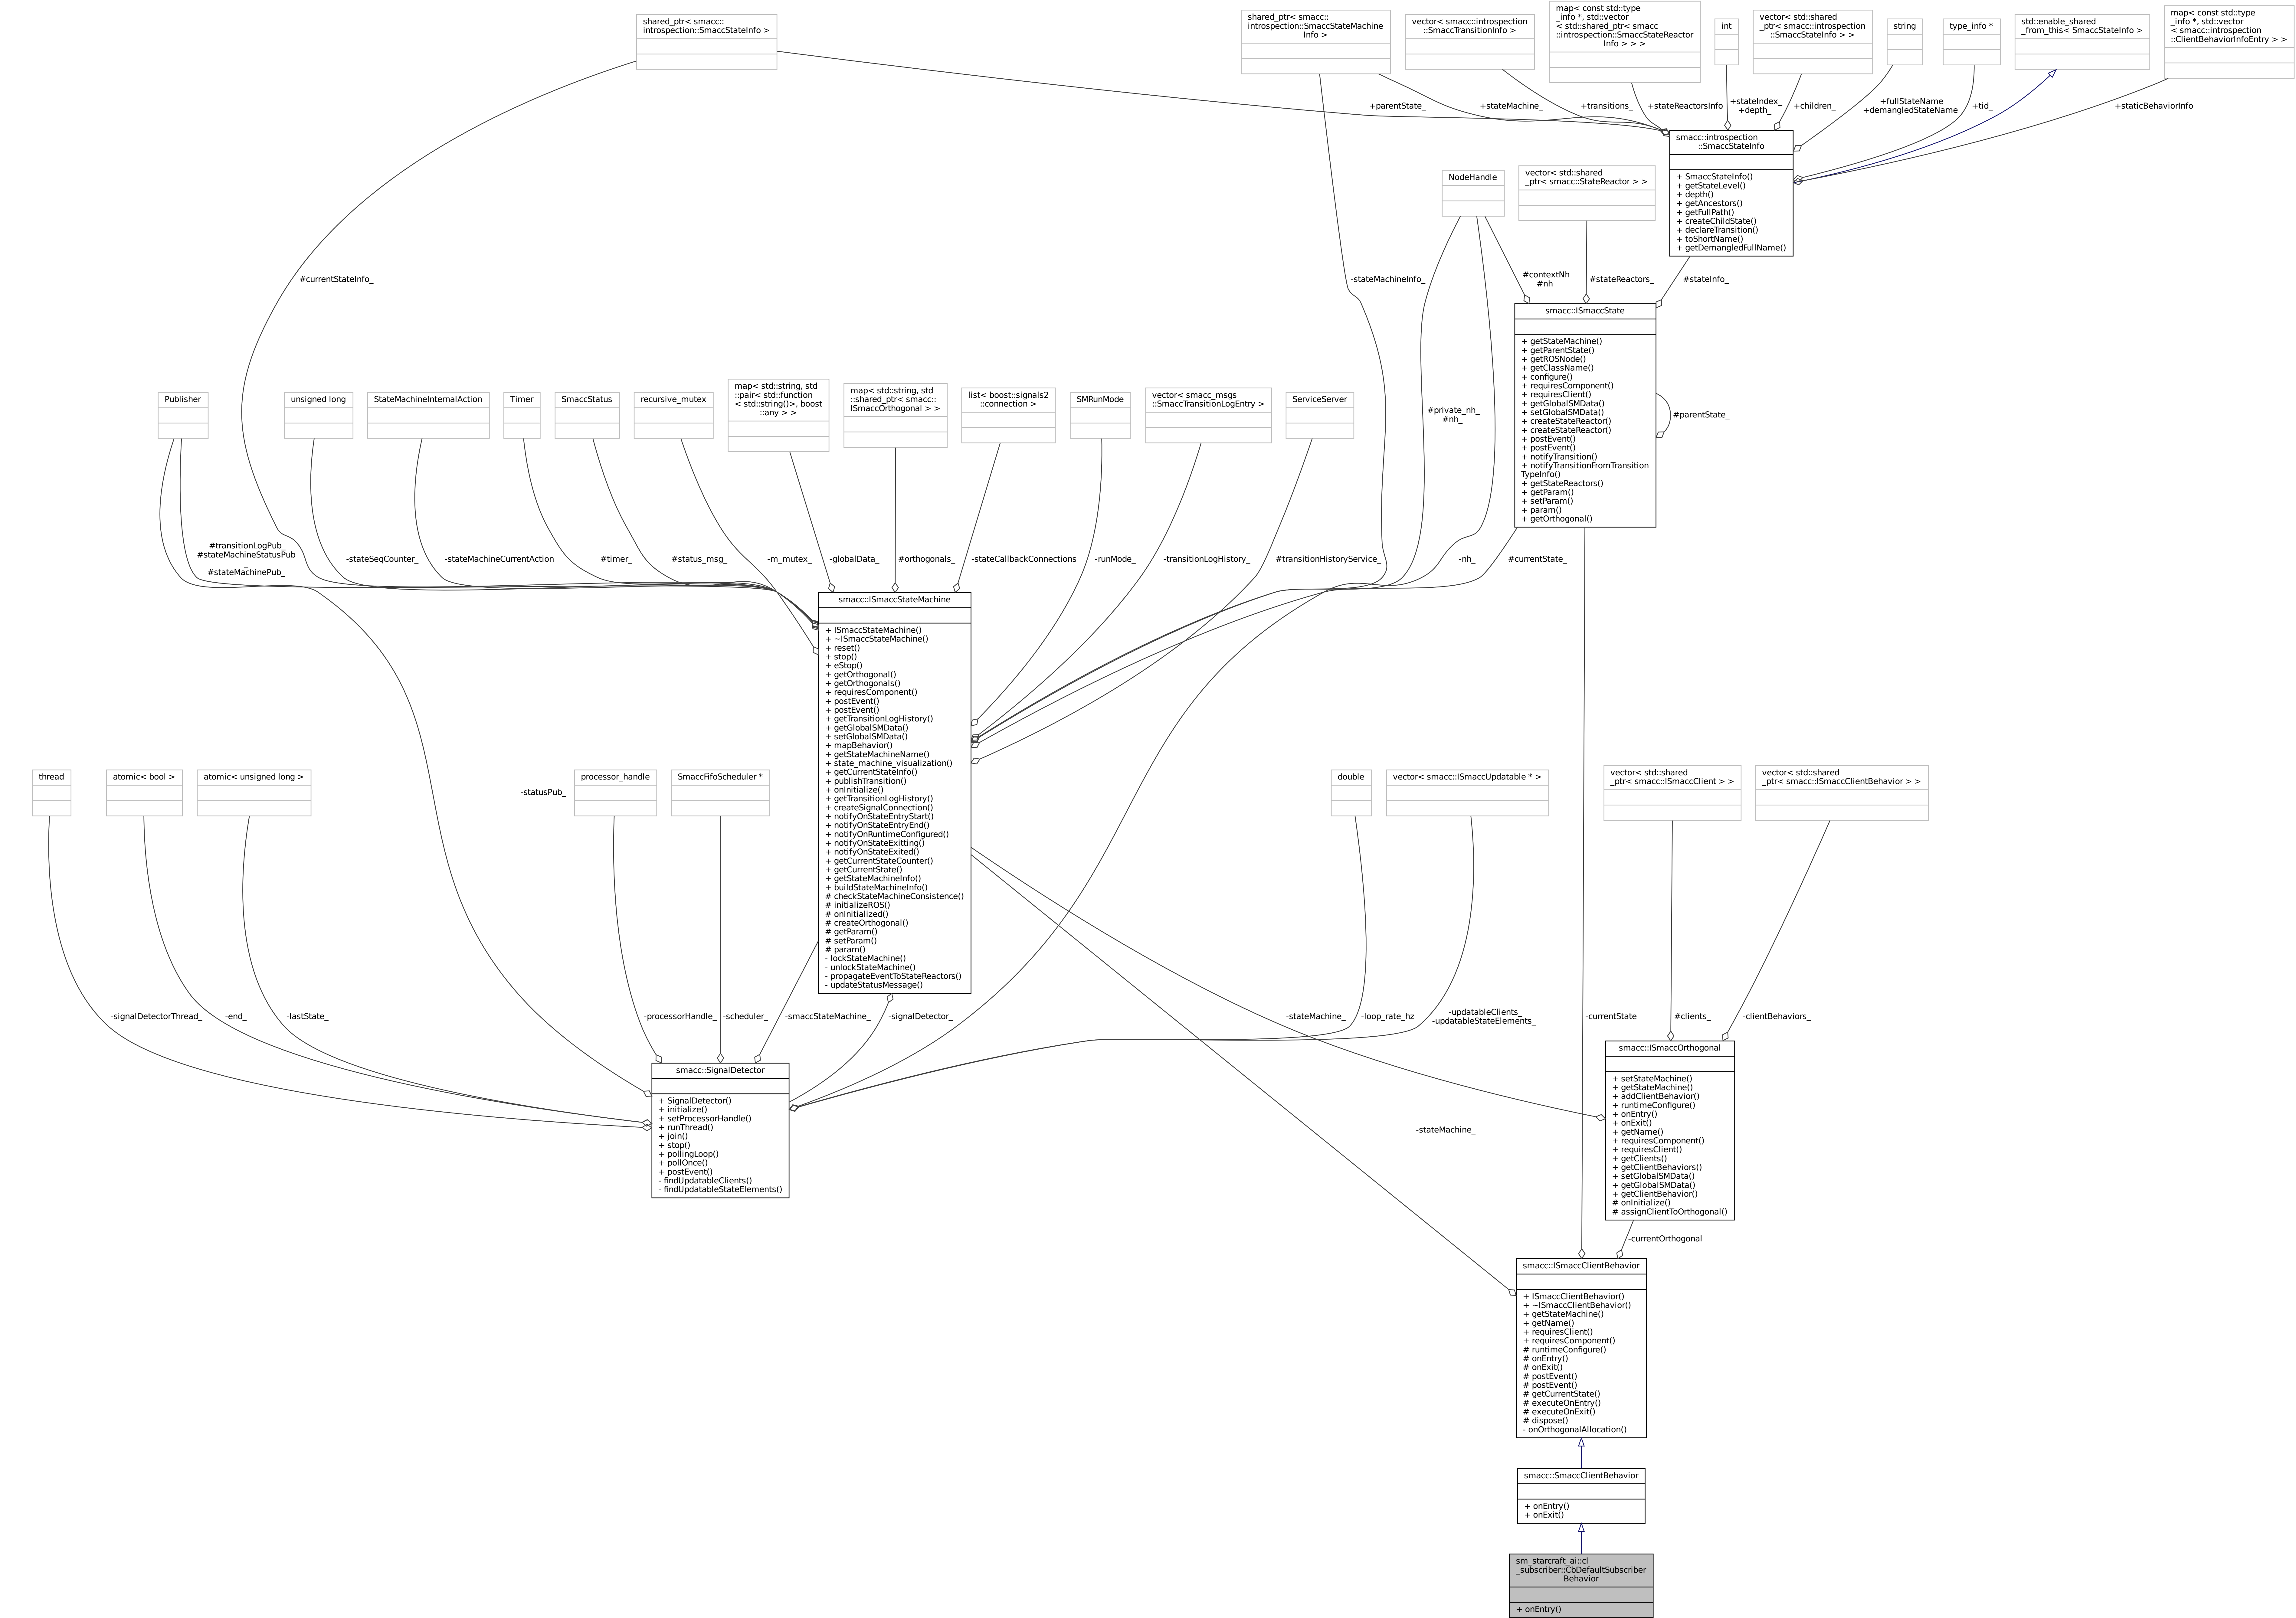 shared_ptr< smacc::
introspection::SmaccStateInfo >
shared_ptr< smacc::
introspection::SmaccStateMachine
Info >
vector< smacc::introspection
::SmaccTransitionInfo >
map< const std::type
_info *, std::vector
< std::shared_ptr< smacc
::introspection::SmaccStateReactor
Info > > >
int
vector< std::shared
_ptr< smacc::introspection
::SmaccStateInfo > >
string
type_info *
std::enable_shared
_from_this< SmaccStateInfo >
map< const std::type
_info *, std::vector
< smacc::introspection
::ClientBehaviorInfoEntry > >
+parentState_
+stateMachine_
+transitions_
+stateReactorsInfo
+stateIndex_
+depth_
+children_
+fullStateName
+demangledStateName
+tid_
+staticBehaviorInfo
smacc::introspection
::SmaccStateInfo
+ SmaccStateInfo()
+ getStateLevel()
+ depth()
+ getAncestors()
+ getFullPath()
+ createChildState()
+ declareTransition()
+ toShortName()
+ getDemangledFullName()
NodeHandle
vector< std::shared
_ptr< smacc::StateReactor > >
#currentStateInfo_
-stateMachineInfo_
#contextNh
#nh
#stateReactors_
#stateInfo_
smacc::ISmaccState
+ getStateMachine()
+ getParentState()
+ getROSNode()
+ getClassName()
+ configure()
+ requiresComponent()
+ requiresClient()
+ getGlobalSMData()
+ setGlobalSMData()
+ createStateReactor()
+ createStateReactor()
+ postEvent()
+ postEvent()
+ notifyTransition()
+ notifyTransitionFromTransition
TypeInfo()
+ getStateReactors()
+ getParam()
+ setParam()
+ param()
+ getOrthogonal()
#parentState_
Publisher
unsigned long
StateMachineInternalAction
Timer
SmaccStatus
recursive_mutex
map< std::string, std
::pair< std::function
< std::string()>, boost
::any > >
map< std::string, std
::shared_ptr< smacc::
ISmaccOrthogonal > >
list< boost::signals2
::connection >
SMRunMode
vector< smacc_msgs
::SmaccTransitionLogEntry >
ServiceServer
#private_nh_
#nh_
#transitionLogPub_
#stateMachineStatusPub
_
#stateMachinePub_
-stateSeqCounter_
-stateMachineCurrentAction
#timer_
#status_msg_
-m_mutex_
-globalData_
#orthogonals_
-stateCallbackConnections
-runMode_
-transitionLogHistory_
#transitionHistoryService_
-nh_
#currentState_
smacc::ISmaccStateMachine
+ ISmaccStateMachine()
+ ~ISmaccStateMachine()
+ reset()
+ stop()
+ eStop()
+ getOrthogonal()
+ getOrthogonals()
+ requiresComponent()
+ postEvent()
+ postEvent()
+ getTransitionLogHistory()
+ getGlobalSMData()
+ setGlobalSMData()
+ mapBehavior()
+ getStateMachineName()
+ state_machine_visualization()
+ getCurrentStateInfo()
+ publishTransition()
+ onInitialize()
+ getTransitionLogHistory()
+ createSignalConnection()
+ notifyOnStateEntryStart()
+ notifyOnStateEntryEnd()
+ notifyOnRuntimeConfigured()
+ notifyOnStateExitting()
+ notifyOnStateExited()
+ getCurrentStateCounter()
+ getCurrentState()
+ getStateMachineInfo()
+ buildStateMachineInfo()
# checkStateMachineConsistence()
# initializeROS()
# onInitialized()
# createOrthogonal()
# getParam()
# setParam()
# param()
- lockStateMachine()
- unlockStateMachine()
- propagateEventToStateReactors()
- updateStatusMessage()
thread
atomic< bool >
atomic< unsigned long >
-statusPub_
processor_handle
SmaccFifoScheduler *
double
vector< smacc::ISmaccUpdatable * >
vector< std::shared
_ptr< smacc::ISmaccClient > >
vector< std::shared
_ptr< smacc::ISmaccClientBehavior > >
-signalDetectorThread_
-end_
-lastState_
-processorHandle_
-scheduler_
-smaccStateMachine_
-signalDetector_
-stateMachine_
-loop_rate_hz
-updatableClients_
-updatableStateElements_
-currentState
#clients_
-clientBehaviors_
smacc::SignalDetector
+ SignalDetector()
+ initialize()
+ setProcessorHandle()
+ runThread()
+ join()
+ stop()
+ pollingLoop()
+ pollOnce()
+ postEvent()
- findUpdatableClients()
- findUpdatableStateElements()
smacc::ISmaccOrthogonal
+ setStateMachine()
+ getStateMachine()
+ addClientBehavior()
+ runtimeConfigure()
+ onEntry()
+ onExit()
+ getName()
+ requiresComponent()
+ requiresClient()
+ getClients()
+ getClientBehaviors()
+ setGlobalSMData()
+ getGlobalSMData()
+ getClientBehavior()
# onInitialize()
# assignClientToOrthogonal()
-stateMachine_
-currentOrthogonal
smacc::ISmaccClientBehavior
+ ISmaccClientBehavior()
+ ~ISmaccClientBehavior()
+ getStateMachine()
+ getName()
+ requiresClient()
+ requiresComponent()
# runtimeConfigure()
# onEntry()
# onExit()
# postEvent()
# postEvent()
# getCurrentState()
# executeOnEntry()
# executeOnExit()
# dispose()
- onOrthogonalAllocation()
smacc::SmaccClientBehavior
+ onEntry()
+ onExit()
sm_starcraft_ai::cl
_subscriber::CbDefaultSubscriber
Behavior
+ onEntry()